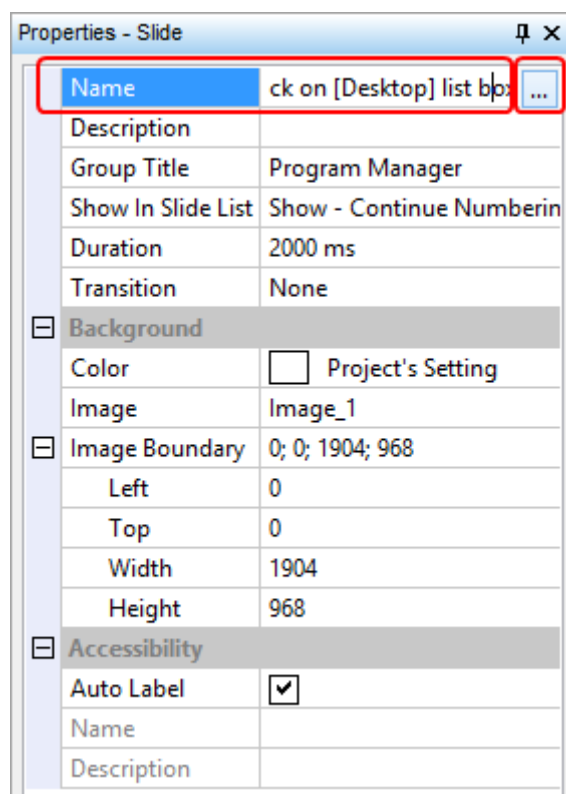 Properties - Slide
Name ck on [Desktop] list box ...
Description
Group Title Program Manager
Show In Slide List Show - Continue Numberin
Duration 2000 ms
Transition None
Background
Color Project's Setting
Image Image_1
Image Boundary 0; 0; 1904; 968
Left 0
Top 0
Width 1904
Height 968
Accessibility
Auto Label
Name
Description